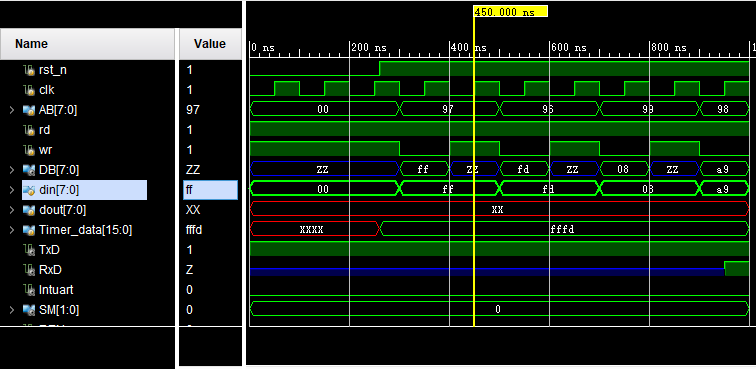 450.000 ns
Name Value
0 ns 200 ns 400 ns 600 ns 800 ns
rst_n 1
clk 1
AB[7:0] 97 00 97 96 99 98
rd 1
wr 1
DB[7:0] ZZ ZZ ff ZZ fd ZZ 08 ZZ a9
din[7:0] ff 00 ff fd 08 a9
dout[7:0] XX XX
Timer_data[15:0] fffd XXXX fffd
TxD 1
RxD Z
Intuart 0
SM[1:0] 0 0